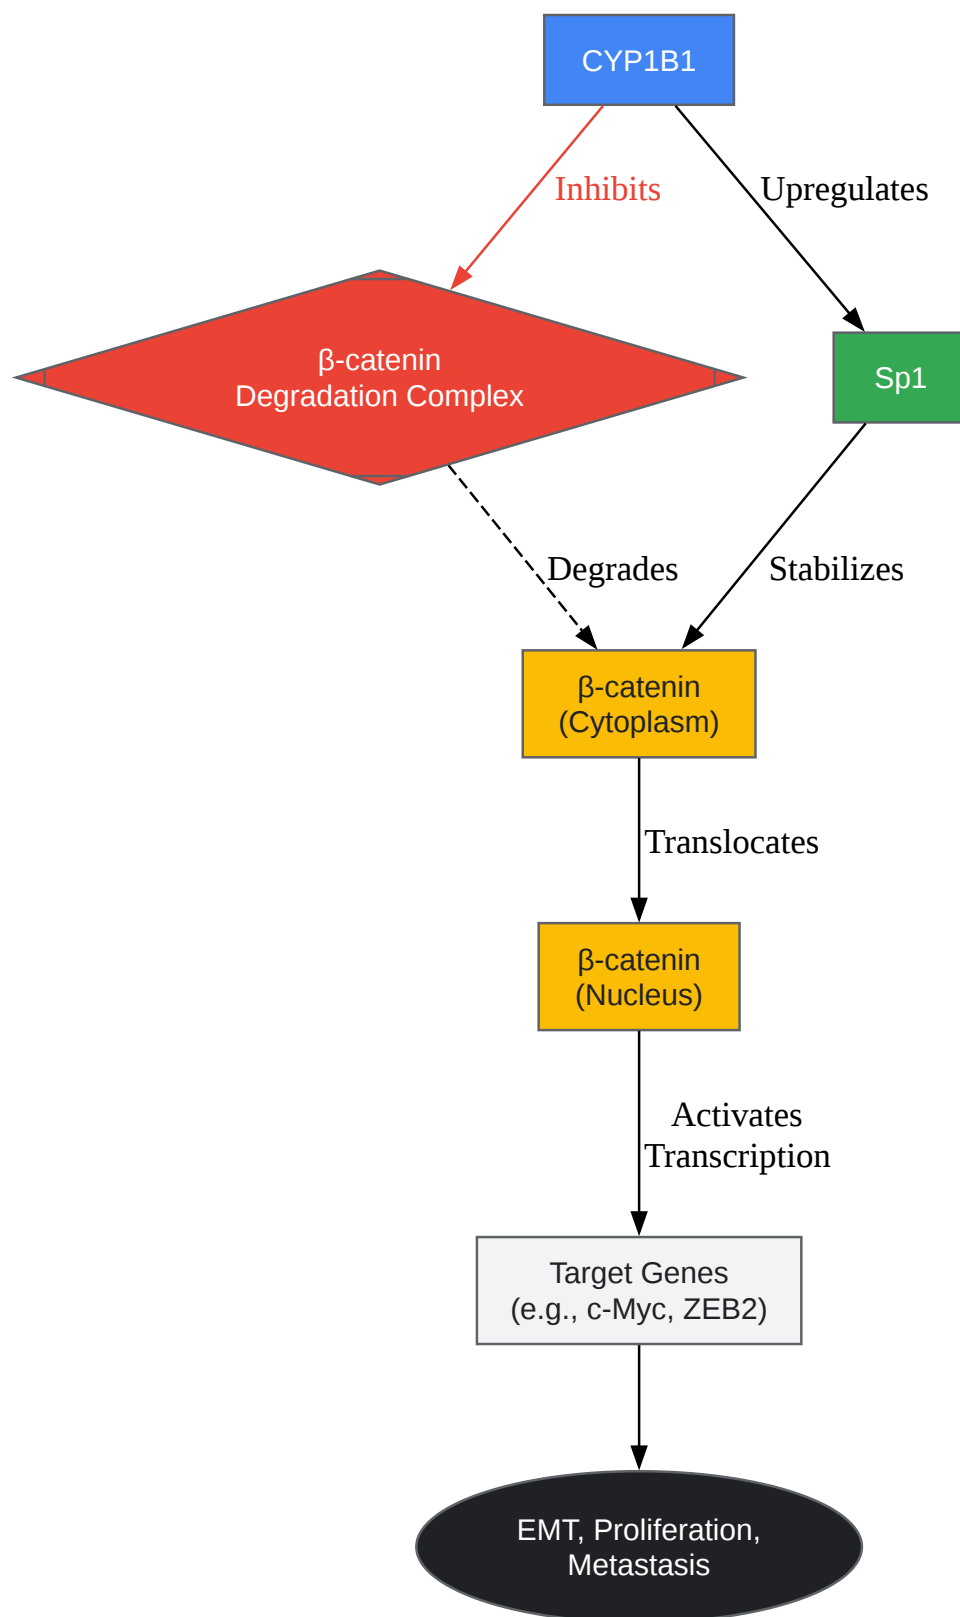 CYP1B1
Inhibits
Upregulates
β-catenin
Degradation Complex
Sp1
Degrades
Stabilizes
β-catenin
(Cytoplasm)
Translocates
β-catenin
(Nucleus)
Activates
Transcription
Target Genes
(e.g., c-Myc, ZEB2)
EMT, Proliferation,
Metastasis